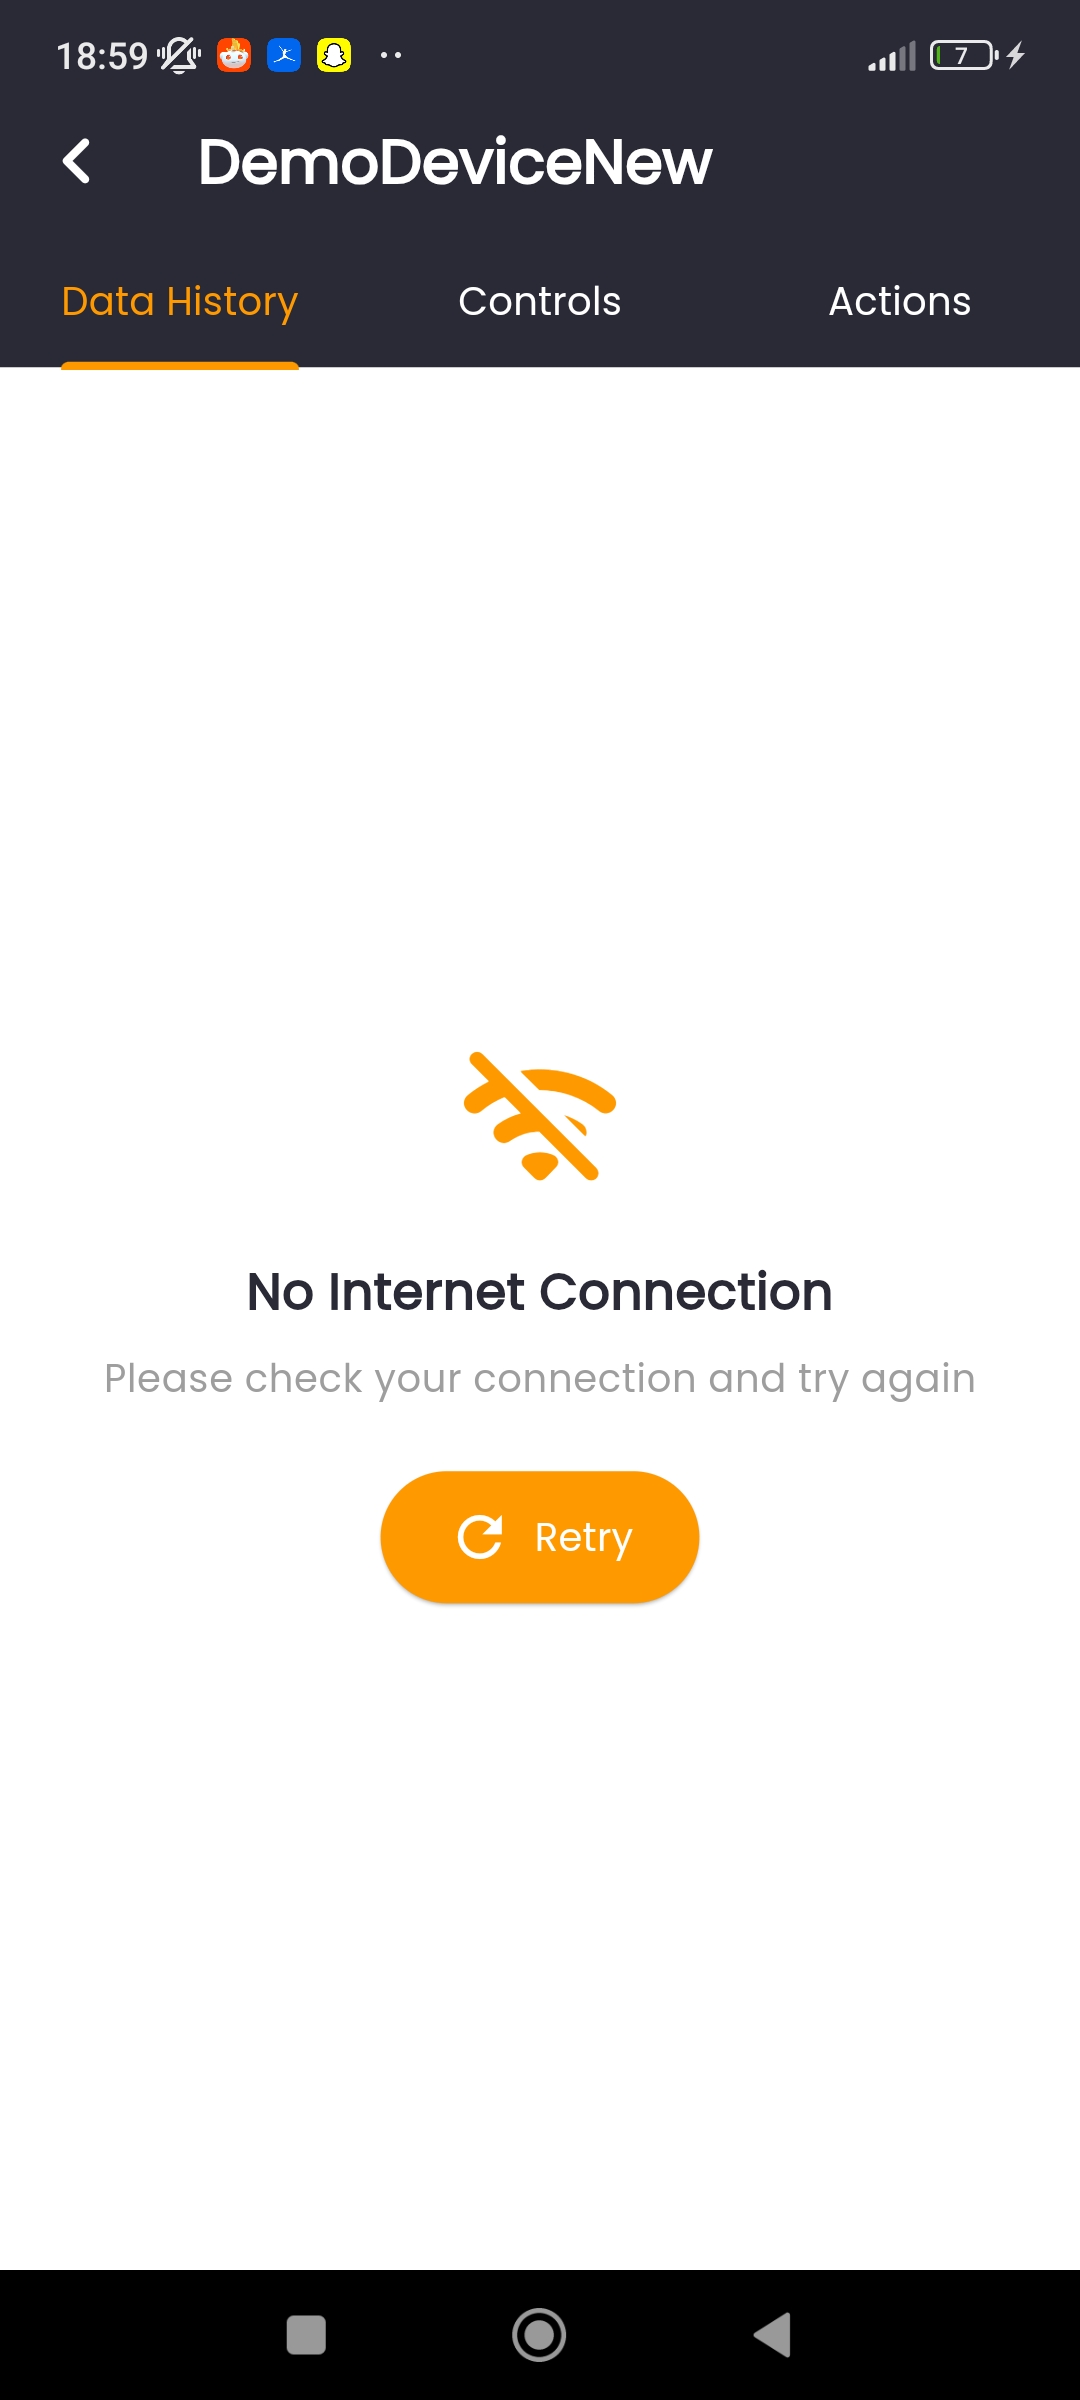 18:59
7
DemoDeviceNew
Data History
Controls
Actions
No Internet Connection
Please check your connection and try again
Retry